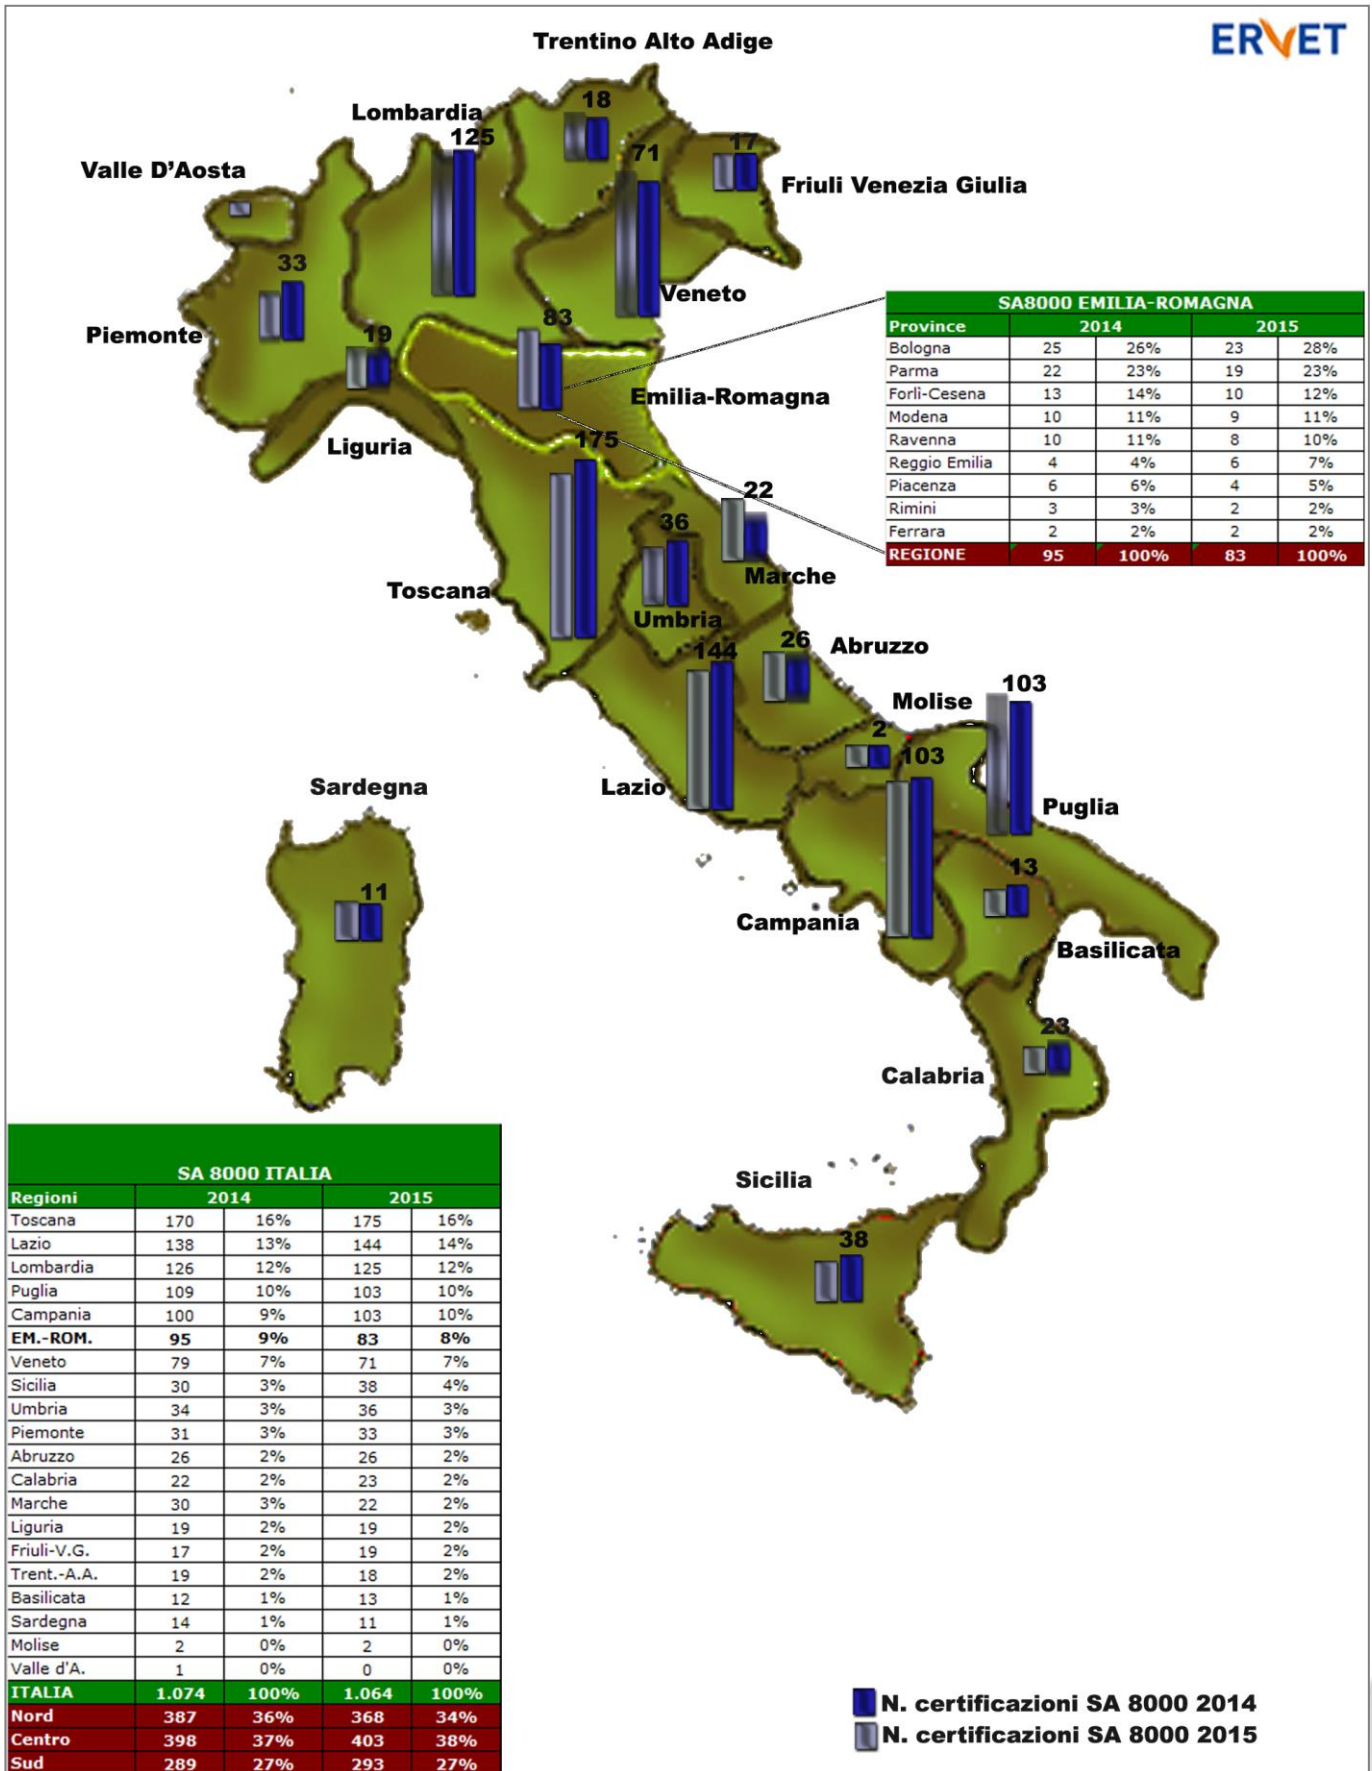 ERVET
Trentino Alto Adige
18
Lombardia
125
71
17
Valle D’Aosta
Friuli Venezia Giulia
33
Veneto
Piemonte
19
83
Emilia-Romagna
Liguria
175
SA8000 EMILIA-ROMAGNA
Province 2014 2015
Bologna 25 26% 23 28%
Parma 22 23% 19 23%
Forlì-Cesena 13 14% 10 12%
Modena 10 11% 9 11%
Ravenna 10 11% 8 10%
Reggio Emilia 4 4% 6 7%
Piacenza 6 6% 4 5%
Rimini 3 3% 2 2%
Ferrara 2 2% 2 2%
REGIONE 95 100% 83 100%
22
36
Marche
Toscana
Umbria
144
26
Abruzzo
Molise
103
2
103
Lazio
Puglia
Sardegna
13
11
Campania
Basilicata
23
Calabria
Sicilia
38
SA 8000 ITALIA
Regioni 2014 2015
Toscana 170 16% 175 16%
Lazio 138 13% 144 14%
Lombardia 126 12% 125 12%
Puglia 109 10% 103 10%
Campania 100 9% 103 10%
EM.-ROM. 95 9% 83 8%
Veneto 79 7% 71 7%
Sicilia 30 3% 38 4%
Umbria 34 3% 36 3%
Piemonte 31 3% 33 3%
Abruzzo 26 2% 26 2%
Calabria 22 2% 23 2%
Marche 30 3% 22 2%
Liguria 19 2% 19 2%
Friuli-V.G. 17 2% 19 2%
Trent.-A.A. 19 2% 18 2%
Basilicata 12 1% 13 1%
Sardegna 14 1% 11 1%
Molise 2 0% 2 0%
Valle d'A. 1 0% 0 0%
ITALIA 1.074 100% 1.064 100%
Nord 387 36% 368 34%
Centro 398 37% 403 38%
Sud 289 27% 293 27%
N. certificazioni SA 8000 2014
N. certificazioni SA 8000 2015